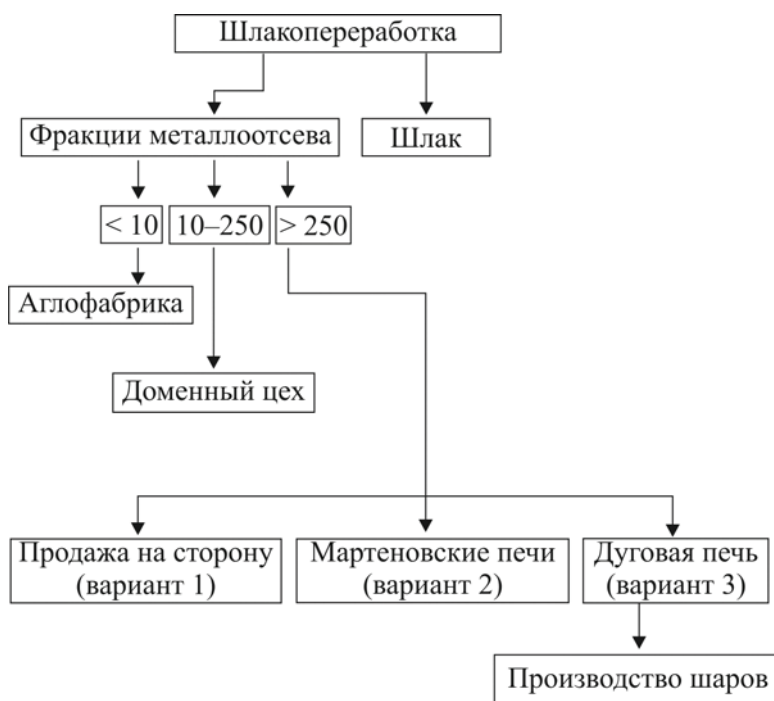 Шлакопереработка
Фракции металлоотсева
Шлак
< 10
10–250
> 250
Аглофабрика
Доменный цех
Продажа на сторону
(вариант 1)
Мартеновские печи
(вариант 2)
Дуговая печь
(вариант 3)
Производство шаров